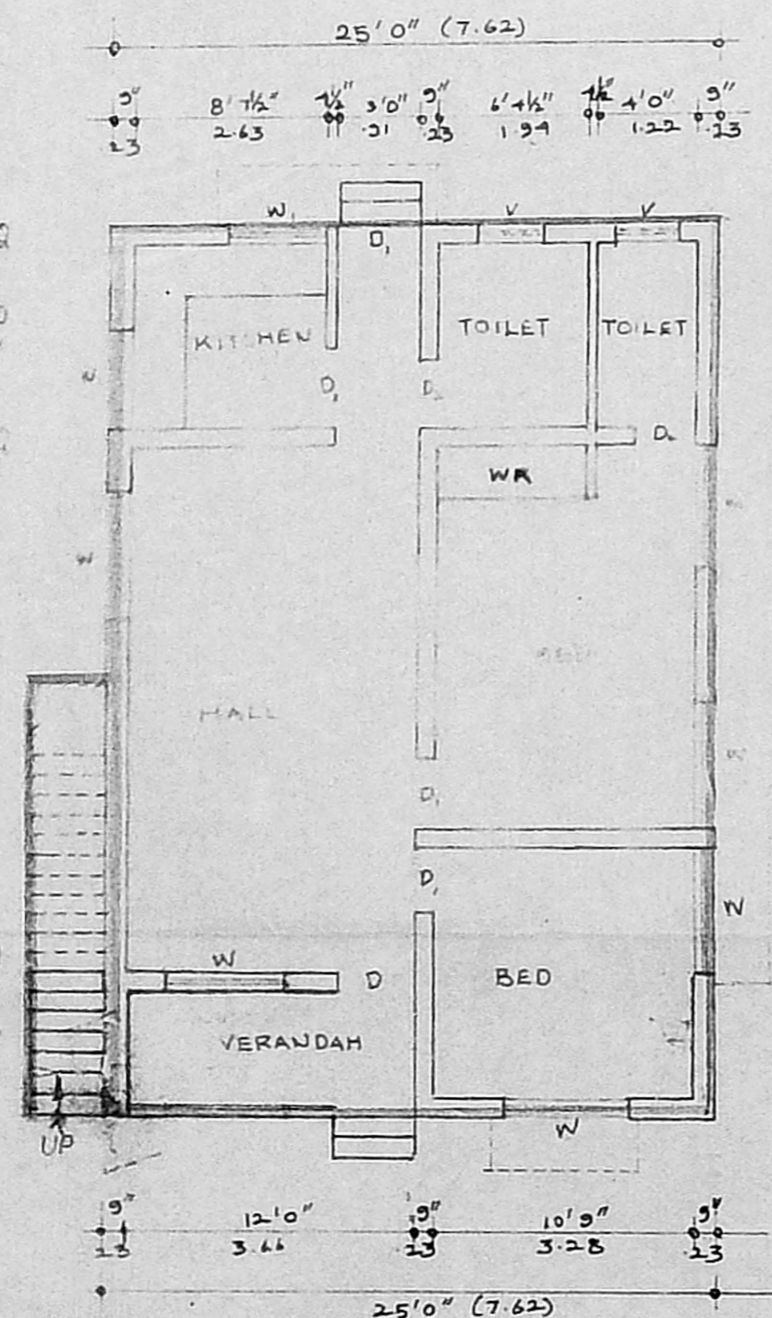 25'0" (7.62)
9" 8'7½" 4½" 3'0" 9" 6'4½" 4½" 4'0" 9"
23 2.63 .91 .23 1.94 1.22 .23
W₁ V V
D₁
KITCHEN TOILET TOILET
D₁ D₂
D₂
WR
W
HALL BED
D₁
D₁
W
W D BED
VERANDAH
UP W
9" 12'0" 9" 10'9" 9"
23 3.66 .23 3.28 .23
25'0" (7.62)